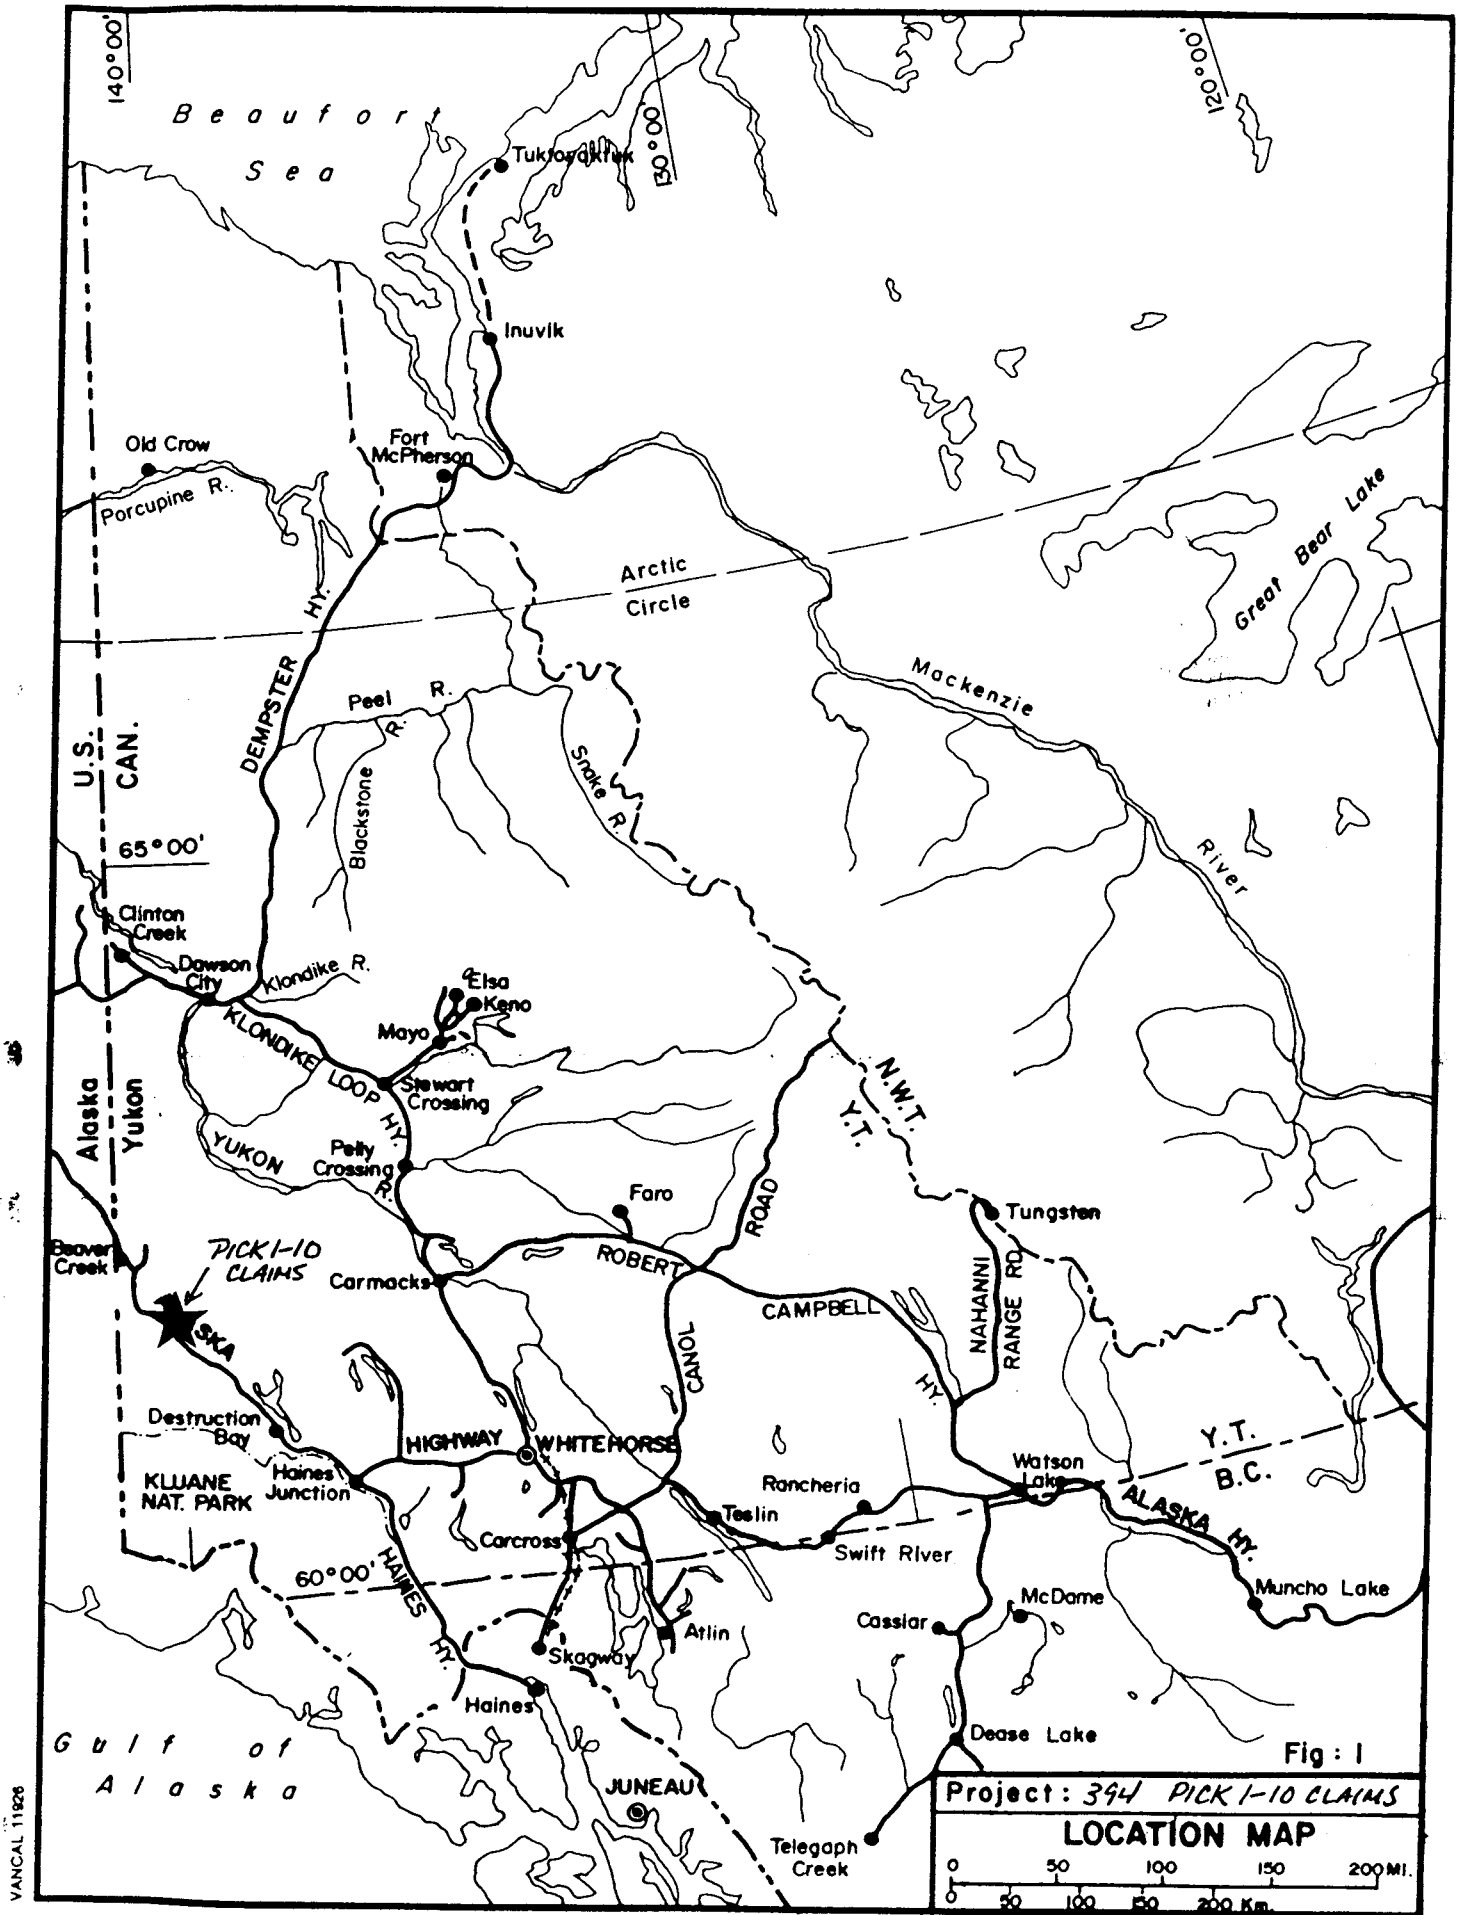 140°00'
130°00'
120°00'
Beaufort
Sea
Tuktoyaktuk
Inuvik
Old Crow
Fort
McPherson
Porcupine R.
Great Bear Lake
Arctic
Circle
DEMPSTER HY.
Mackenzie
River
Peel R.
Blackstone R.
Snake R.
U.S.
CAN.
65°00'
Clinton
Creek
Dawson
City
Klondike R.
Elsa
Keno
Mayo
KLONDIKE LOOP HY.
Stewart
Crossing
Alaska
Yukon
N.W.T.
Y.T.
YUKON R.
Pelly
Crossing
Faro
ROAD
Tungsten
Beaver
Creek
PICK 1-10
CLAIMS
Carmacks
ROBERT
CAMPBELL
HY.
NAHANNI
RANGE RD.
SKA
CANOL
Destruction
Bay
HIGHWAY
WHITEHORSE
Y.T.
B.C.
KLUANE
NAT. PARK
Haines
Junction
Rancheria
Watson
Lake
Teslin
ALASKA HY.
Carcross
Swift River
60°00'
HAINES HY.
Muncho Lake
McDame
Cassiar
Atlin
Skagway
Haines
Dease Lake
Gulf of
Alaska
JUNEAU
Telegaph
Creek
Fig : 1
Project: 394 PICK 1-10 CLAIMS
LOCATION MAP
0 50 100 150 200 MI.
0 50 100 150 200 Km.
VANCAL 11926